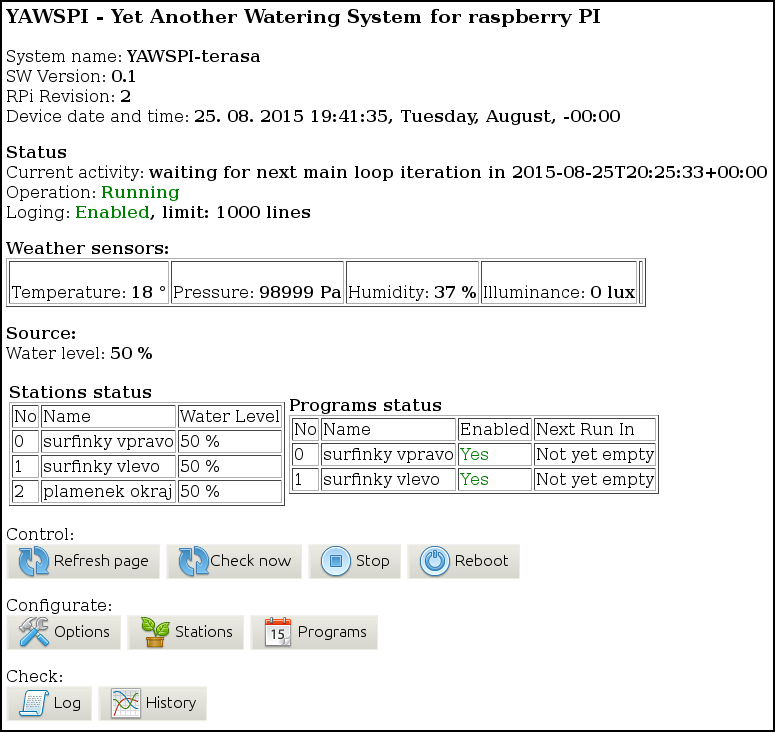 YAWSPI - Yet Another Watering System for raspberry PI
System name: YAWSPI-terasa
SW Version: 0.1
RPi Revision: 2
Device date and time: 25. 08. 2015 19:41:35, Tuesday, August, -00:00
Status
Current activity: waiting for next main loop iteration in 2015-08-25T20:25:33+00:00
Operation: Running
Loging: Enabled, limit: 1000 lines
Weather sensors:
Temperature: 18 ° Pressure: 98999 Pa Humidity: 37 % Illuminance: 0 lux
Source:
Water level: 50 %
Stations status
No Name Water Level
0 surfinky vpravo 50 %
1 surfinky vlevo 50 %
2 plamenek okraj 50 %
Programs status
No Name Enabled Next Run In
0 surfinky vpravo Yes Not yet empty
1 surfinky vlevo Yes Not yet empty
Control:
Refresh page Check now Stop Reboot
Configurate:
Options Stations 15 Programs
Check:
Log History